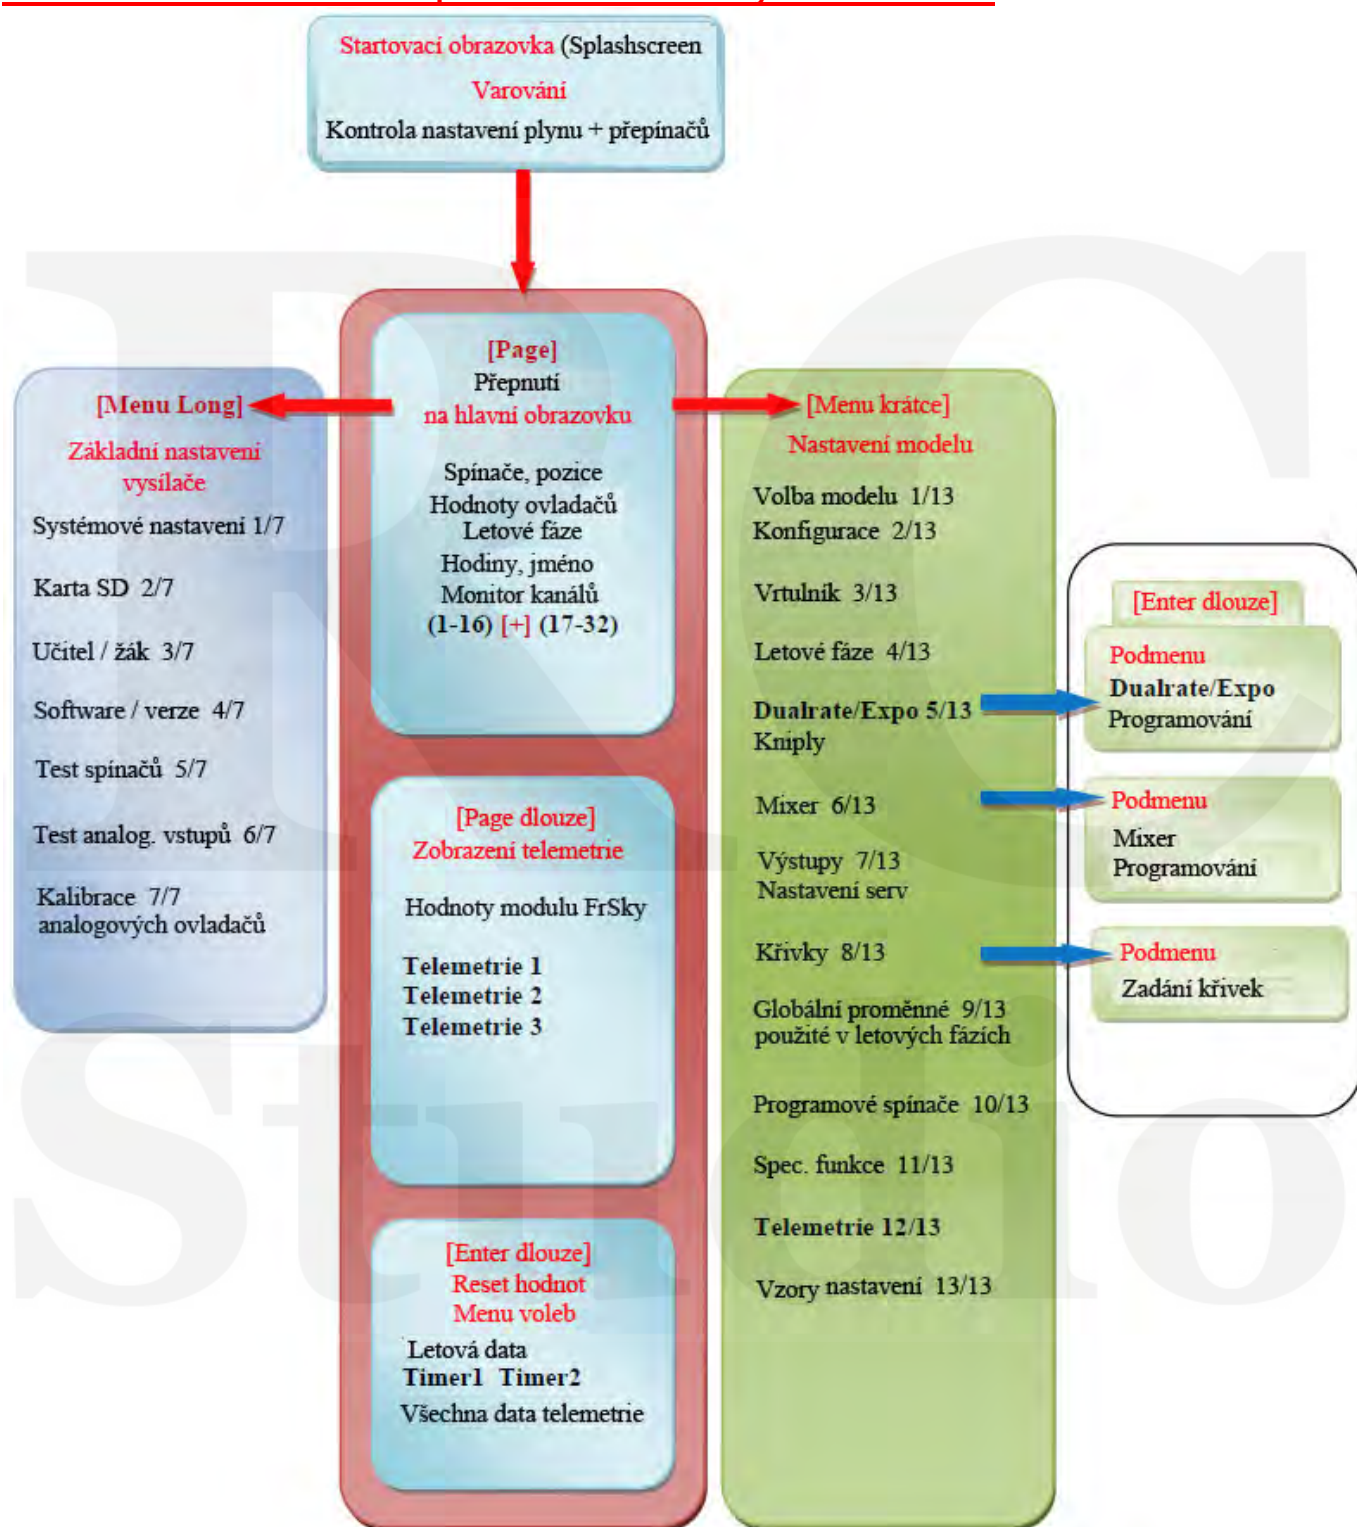 Startovací obrazovka (Splashscreen
Varování
Kontrola nastavení plynu + přepínačů
[Menu Long]
Základní nastavení
vysílače
Systémové nastavení 1/7
Karta SD 2/7
Učitel / žák 3/7
Software / verze 4/7
Test spínačů 5/7
Test analog. vstupů 6/7
Kalibrace 7/7
analogových ovladačů
[Page]
Přepnutí
na hlavní obrazovku
Spínače, pozice
Hodnoty ovladačů
Letové fáze
Hodiny, jméno
Monitor kanálů
(1-16) [+] (17-32)
[Page dlouze]
Zobrazení telemetrie
Hodnoty modulu FrSky
Telemetrie 1
Telemetrie 2
Telemetrie 3
[Enter dlouze]
Reset hodnot
Menu voleb
Letová data
Timer1 Timer2
Všechna data telemetrie
[Menu krátce]
Nastavení modelu
Volba modelu 1/13
Konfigurace 2/13
Vrtulník 3/13
Letové fáze 4/13
Dualrate/Expo 5/13
Kniply
Mixer 6/13
Výstupy 7/13
Nastavení serv
Křivky 8/13
Globální proměnné 9/13
použité v letových fázích
Programové spínače 10/13
Spec. funkce 11/13
Telemetrie 12/13
Vzory nastavení 13/13
[Enter dlouze]
Podmenu
Dualrate/Expo
Programování
Podmenu
Mixer
Programování
Podmenu
Zadání křivek
RC
Studio